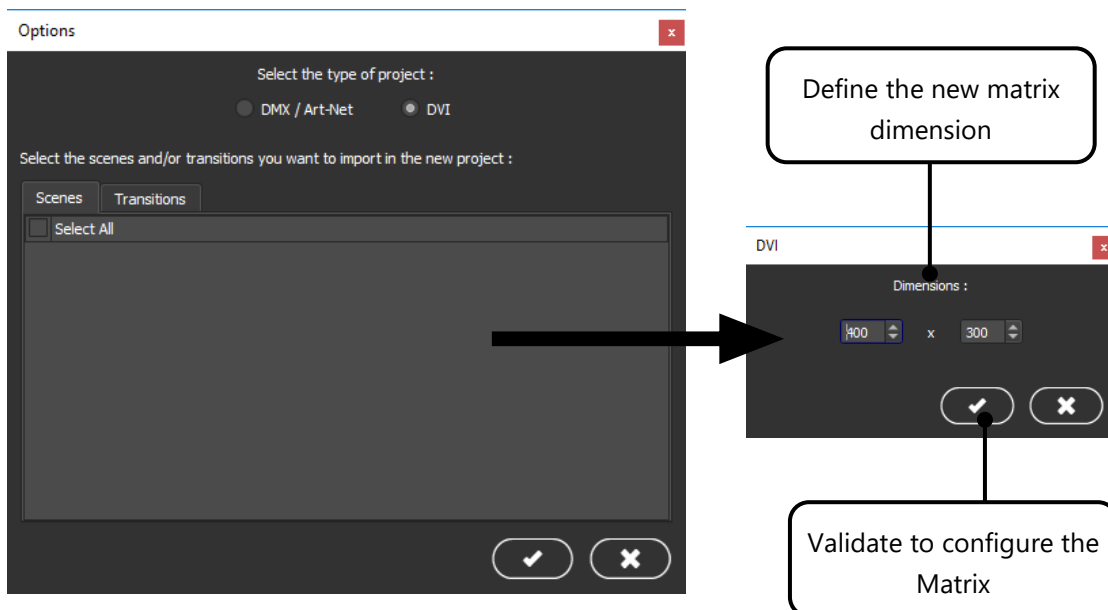 Options
x
Select the type of project :
DMX / Art-Net
DVI
Select the scenes and/or transitions you want to import in the new project :
Scenes
Transitions
Select All
Define the new matrix
dimension
DVI
x
Dimensions :
400 x 300
Validate to configure the
Matrix